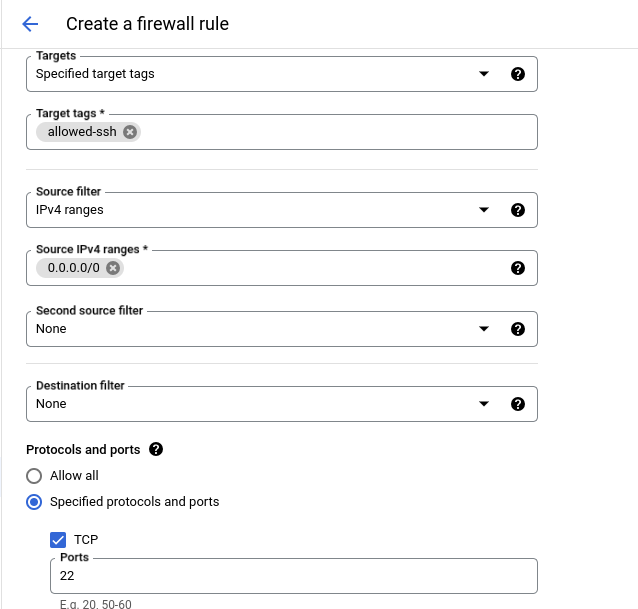 Create a firewall rule
Targets
Specified target tags
Target tags *
allowed-ssh
Source filter
IPv4 ranges
Source IPv4 ranges *
0.0.0.0/0
Second source filter
None
Destination filter
None
Protocols and ports
Allow all
Specified protocols and ports
TCP
Ports
22
E.g. 20, 50-60